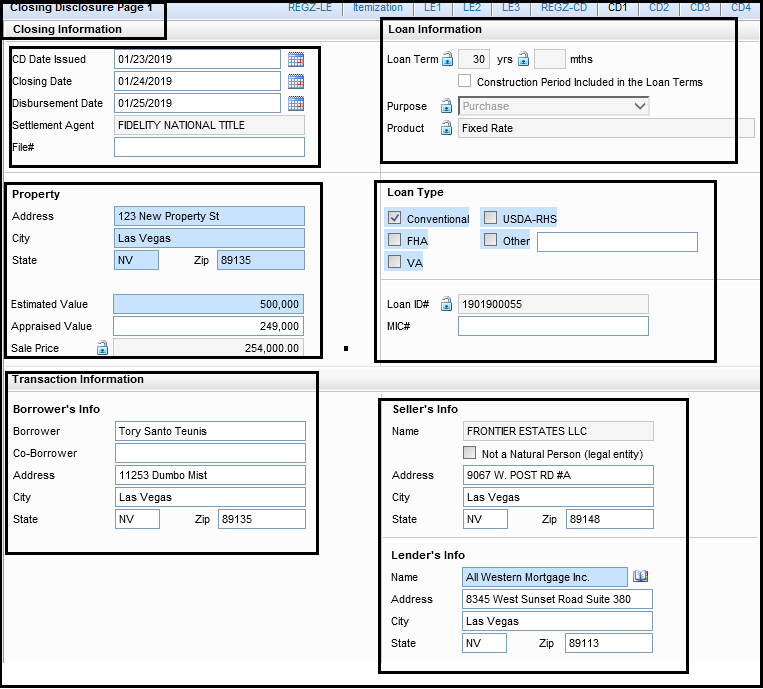 Closing Disclosure Page 1
REGZ-LE Itemization LE1 LE2 LE3 REGZ-CD CD1 CD2 CD3 CD4
Closing Information
CD Date Issued 01/23/2019
Closing Date 01/24/2019
Disbursement Date 01/25/2019
Settlement Agent FIDELITY NATIONAL TITLE
File#
Loan Information
Loan Term 30 yrs mths
Construction Period Included in the Loan Terms
Purpose Purchase
Product Fixed Rate
Property
Address 123 New Property St
City Las Vegas
State NV Zip 89135
Estimated Value 500,000
Appraised Value 249,000
Sale Price 254,000.00
Loan Type
Conventional USDA-RHS
FHA Other
VA
Loan ID# 1901900055
MIC#
Transaction Information
Borrower's Info
Borrower Tory Santo Teunis
Co-Borrower
Address 11253 Dumbo Mist
City Las Vegas
State NV Zip 89135
Seller's Info
Name FRONTIER ESTATES LLC
Not a Natural Person (legal entity)
Address 9067 W. POST RD #A
City Las Vegas
State NV Zip 89148
Lender's Info
Name All Western Mortgage Inc.
Address 8345 West Sunset Road Suite 380
City Las Vegas
State NV Zip 89113